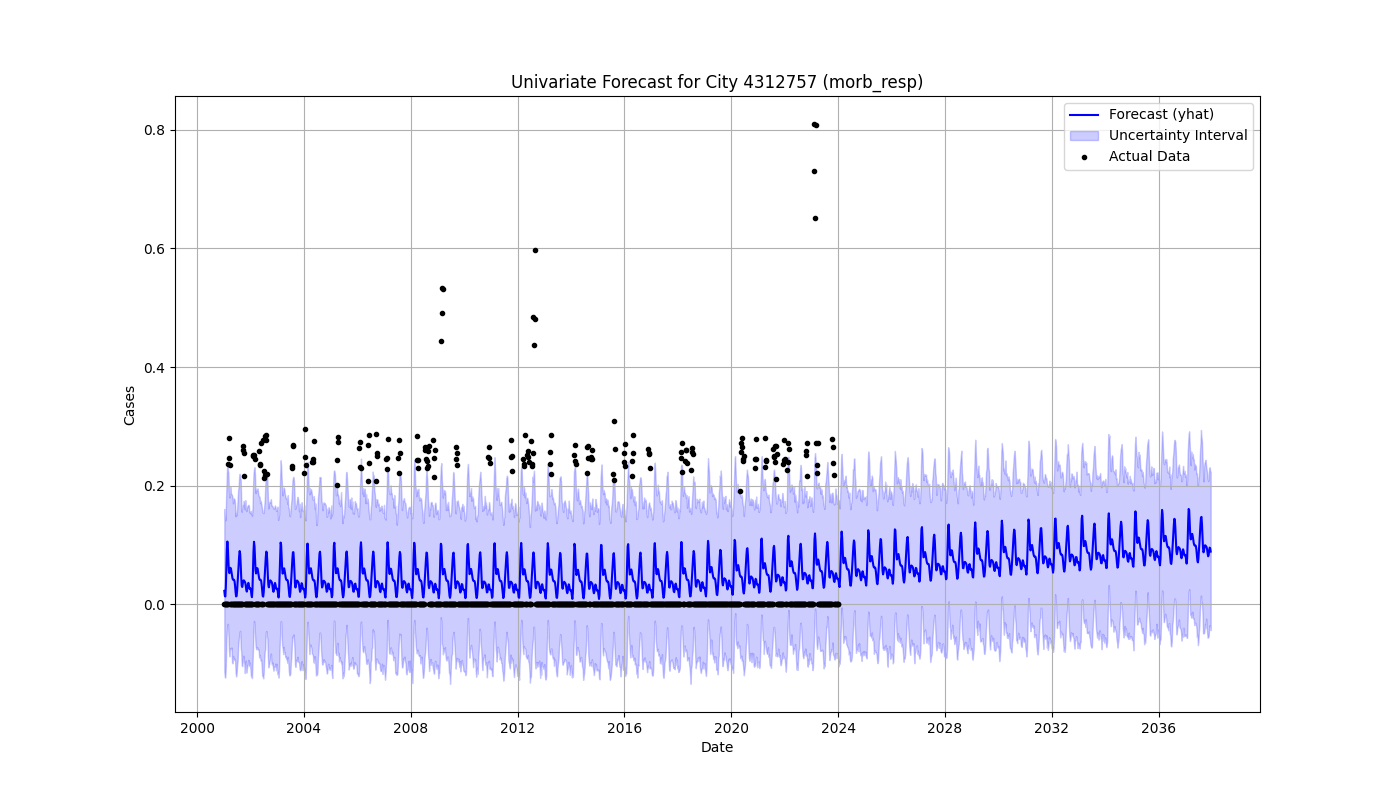 Univariate Forecast for City 4312757 (morb_resp)
Forecast (yhat)
Uncertainty Interval
Actual Data
Cases
0.8
0.6
0.4
0.2
0.0
2000 2004 2008 2012 2016 2020 2024 2028 2032 2036
Date